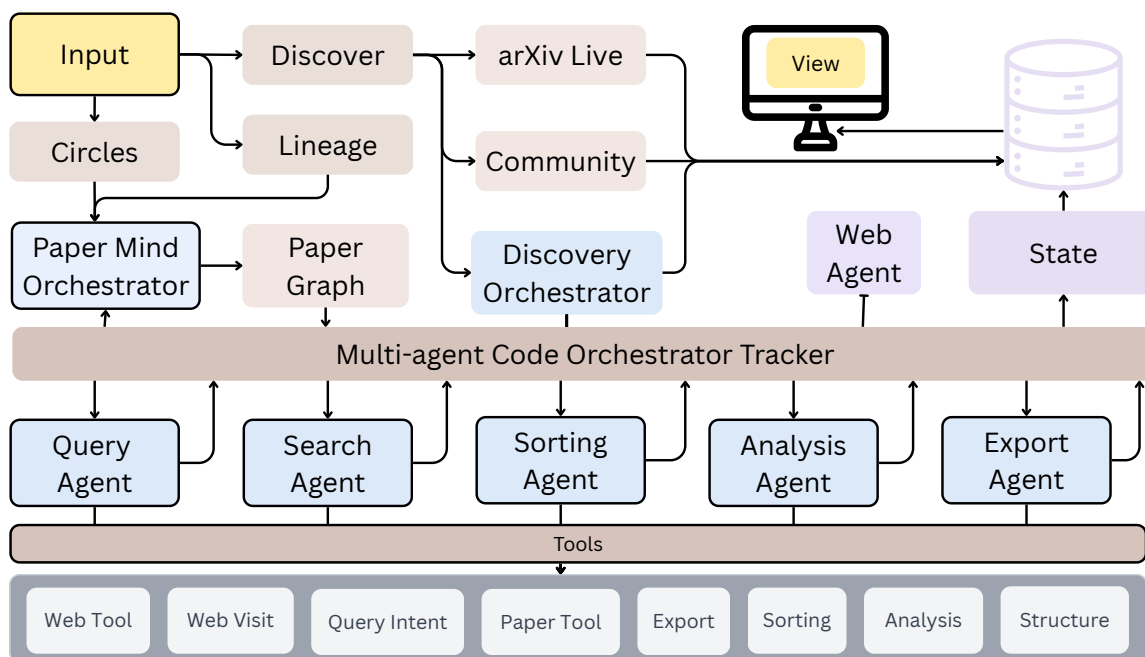 Input
Discover
arXiv Live
View
Circles
Lineage
Community
Paper Mind
Orchestrator
Paper
Graph
Discovery
Orchestrator
Web
Agent
State
Multi-agent Code Orchestrator Tracker
Query
Agent
Search
Agent
Sorting
Agent
Analysis
Agent
Export
Agent
Tools
Web Tool
Web Visit
Query Intent
Paper Tool
Export
Sorting
Analysis
Structure